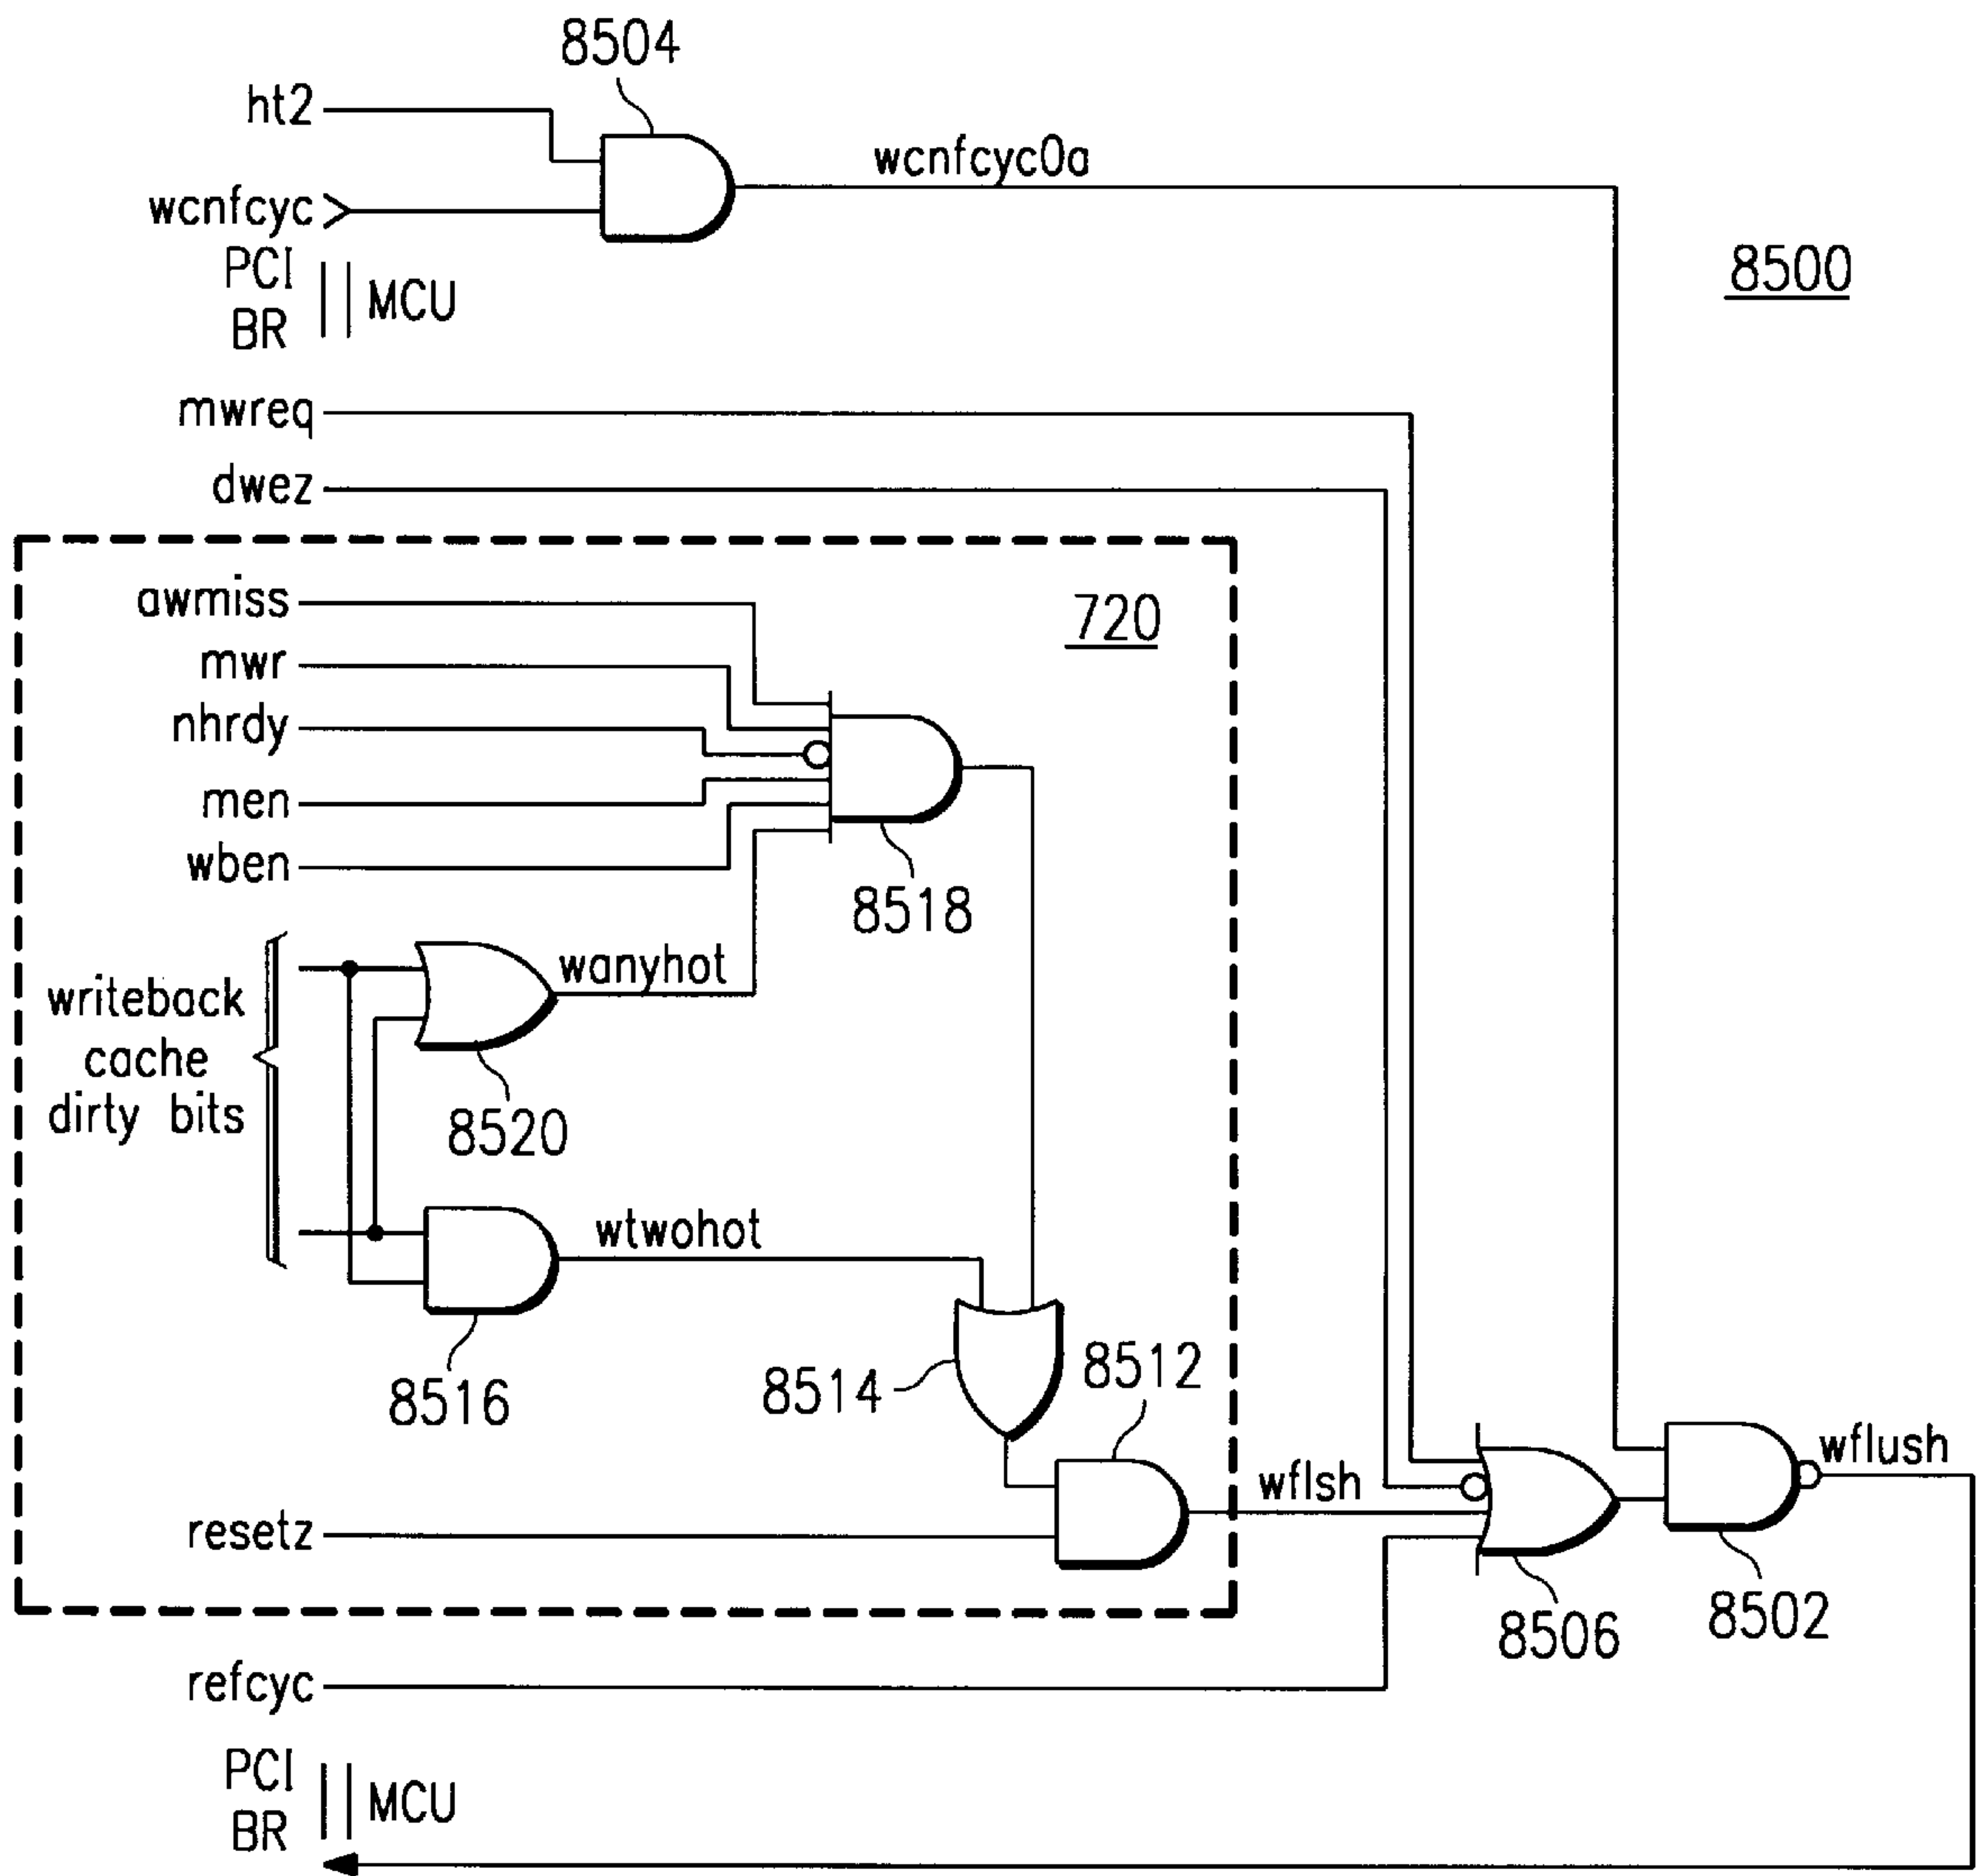 8504
ht2
wcnfcyc0a
wcnfcyc
PCI
BR
MCU
8500
mwreq
dwez
awmiss
720
mwr
nhrdy
men
wben
8518
wanyhot
writeback
cache
dirty bits
8520
wtwohot
8516
8514
8512
wflush
wflsh
resetz
8506
8502
refcyc
PCI
BR
MCU